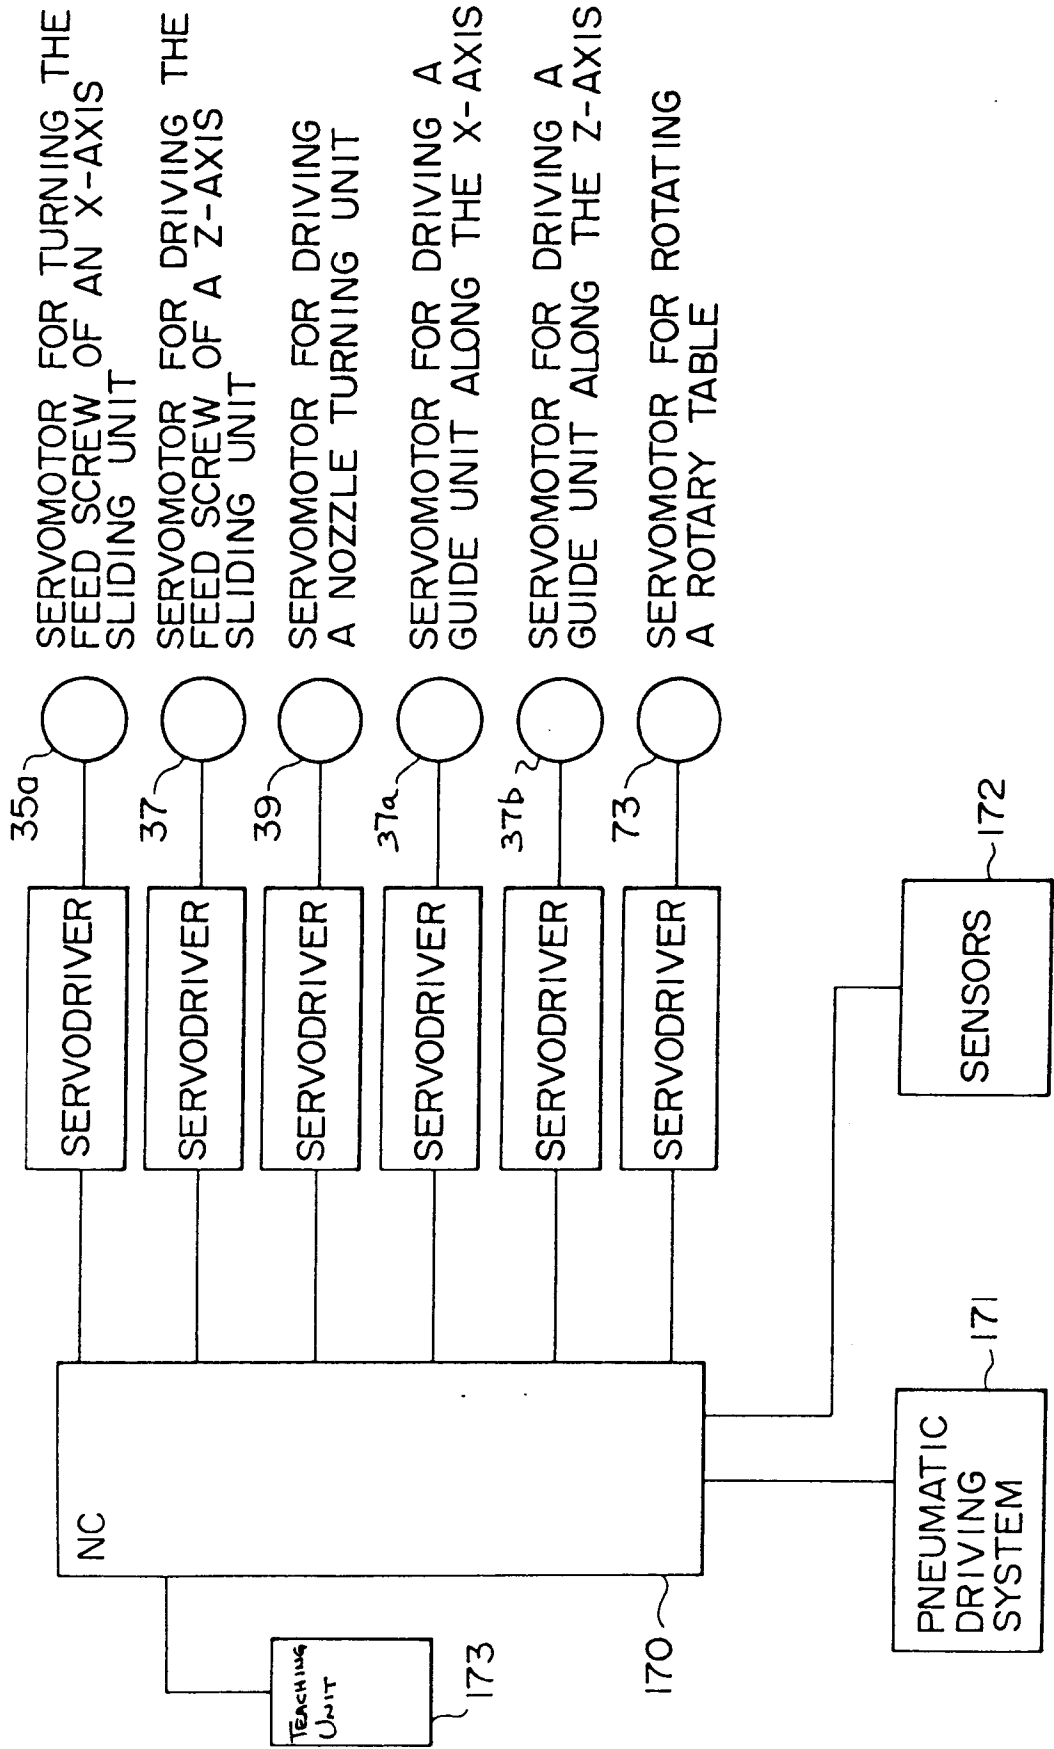 35a
SERVOMOTOR FOR TURNING THE
FEED SCREW OF AN X-AXIS
SLIDING UNIT
SERVODRIVER
37
SERVOMOTOR FOR DRIVING THE
FEED SCREW OF A Z-AXIS
SLIDING UNIT
SERVODRIVER
39
SERVOMOTOR FOR DRIVING
A NOZZLE TURNING UNIT
SERVODRIVER
37a
SERVOMOTOR FOR DRIVING A
GUIDE UNIT ALONG THE X-AXIS
SERVODRIVER
37b
SERVOMOTOR FOR DRIVING A
GUIDE UNIT ALONG THE Z-AXIS
SERVODRIVER
73
SERVOMOTOR FOR ROTATING
A ROTARY TABLE
SERVODRIVER
NC
170
TEACHING
UNIT
173
PNEUMATIC
DRIVING
SYSTEM
171
SENSORS
172